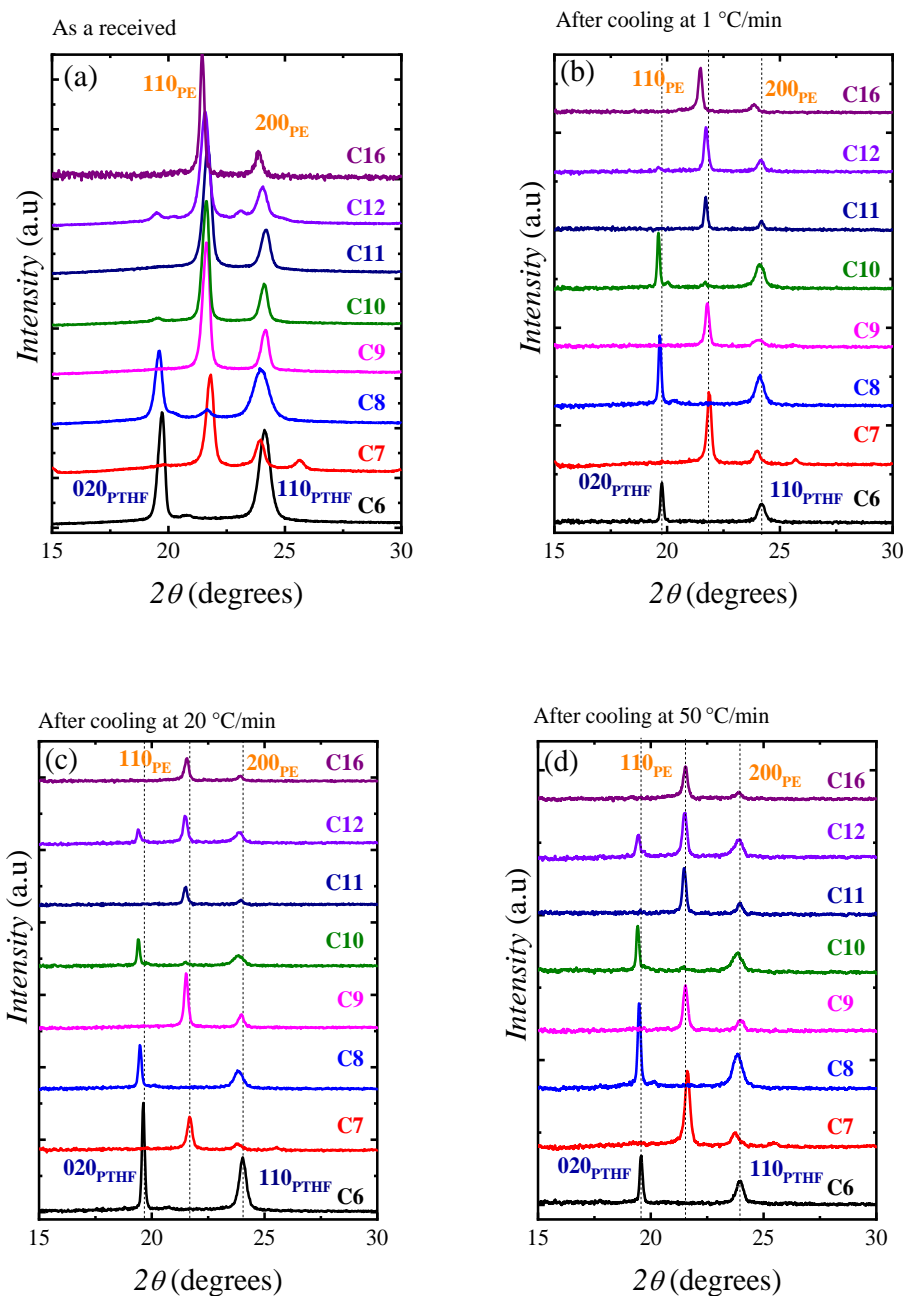 As a received
(a)
110PE
200PE
C16
C12
C11
C10
C9
C8
C7
C6
020PTHF
110PTHF
Intensity (a.u)
15 20 25 30
2θ (degrees)
After cooling at 1 °C/min
(b)
110PE
200PE
C16
C12
C11
C10
C9
C8
C7
C6
020PTHF
110PTHF
Intensity (a.u)
15 20 25 30
2θ (degrees)
After cooling at 20 °C/min
(c)
110PE
200PE
C16
C12
C11
C10
C9
C8
C7
C6
020PTHF
110PTHF
Intensity (a.u)
15 20 25 30
2θ (degrees)
After cooling at 50 °C/min
(d)
110PE
200PE
C16
C12
C11
C10
C9
C8
C7
C6
020PTHF
110PTHF
Intensity (a.u)
15 20 25 30
2θ (degrees)